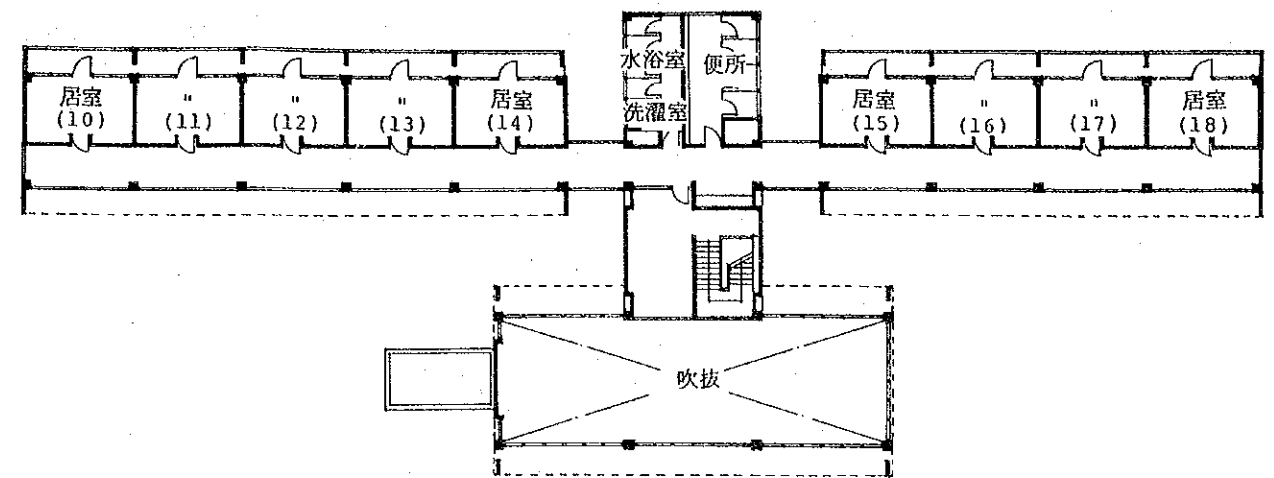 居室
(10)
〃
(11)
〃
(12)
〃
(13)
居室
(14)
水浴室
洗濯室
便所
居室
(15)
〃
(16)
〃
(17)
居室
(18)
吹抜